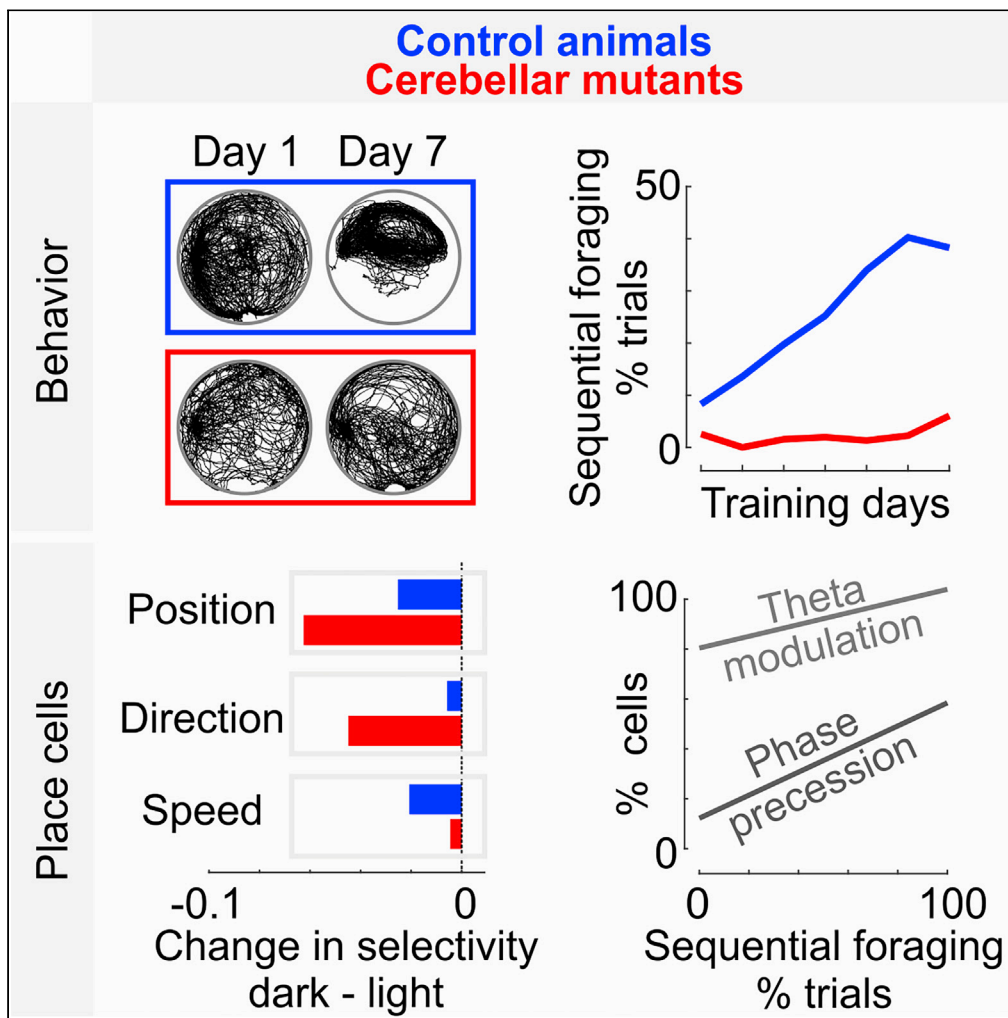 Control animals
Cerebellar mutants
Behavior
Day 1
Day 7
Sequential foraging
% trials
50
0
Training days
Place cells
Position
Direction
Speed
-0.1
0
Change in selectivity
dark - light
% cells
100
0
Theta
modulation
Phase
precession
0
100
Sequential foraging
% trials